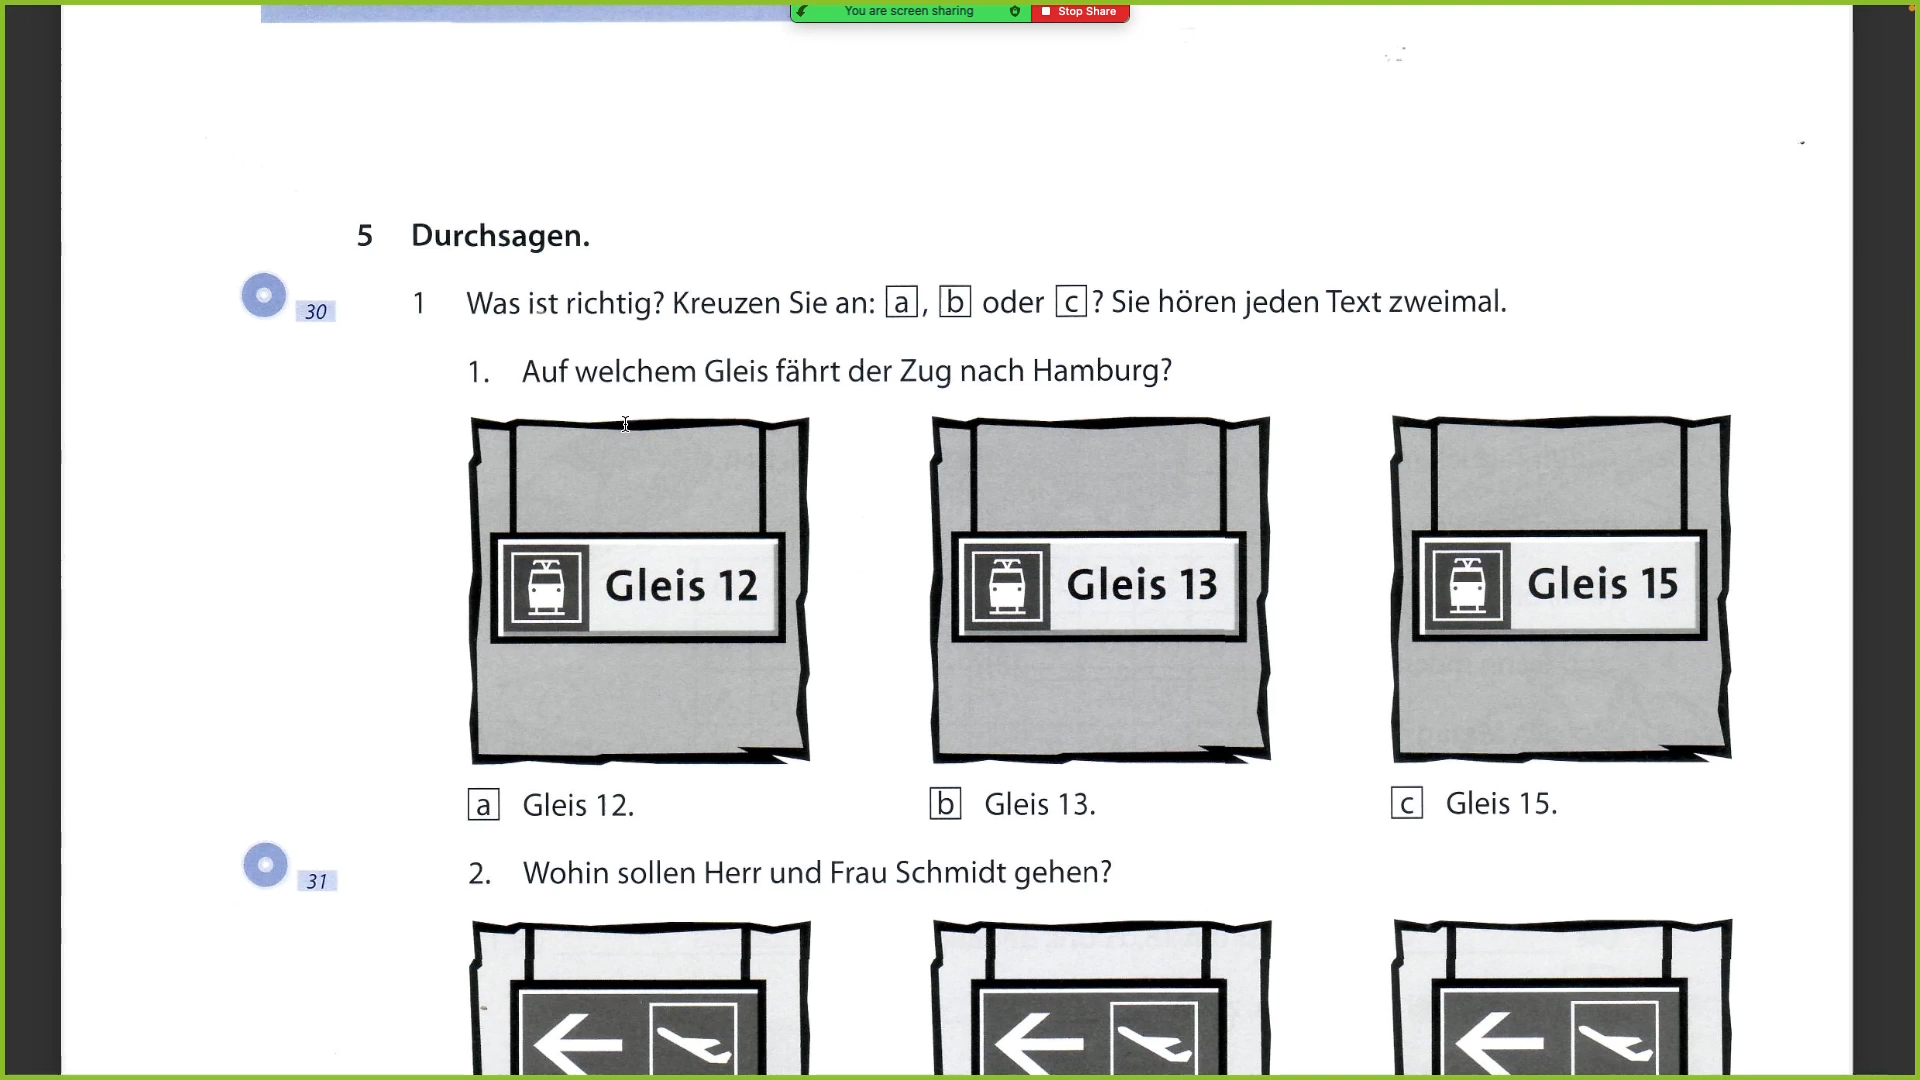 You are screen sharing Stop Share
5 Durchsagen.
30 1 Was ist richtig? Kreuzen Sie an: a, b oder c? Sie hören jeden Text zweimal.
1. Auf welchem Gleis fährt der Zug nach Hamburg?
Gleis 12 Gleis 13 Gleis 15
a Gleis 12. b Gleis 13. c Gleis 15.
31 2. Wohin sollen Herr und Frau Schmidt gehen?